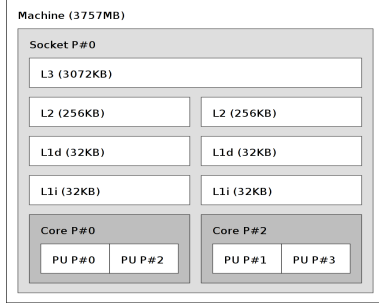 Machine (3757MB)
Socket P#0
L3 (3072KB)
L2 (256KB) L2 (256KB)
L1d (32KB) L1d (32KB)
L1i (32KB) L1i (32KB)
Core P#0 Core P#2
PU P#0 PU P#2 PU P#1 PU P#3